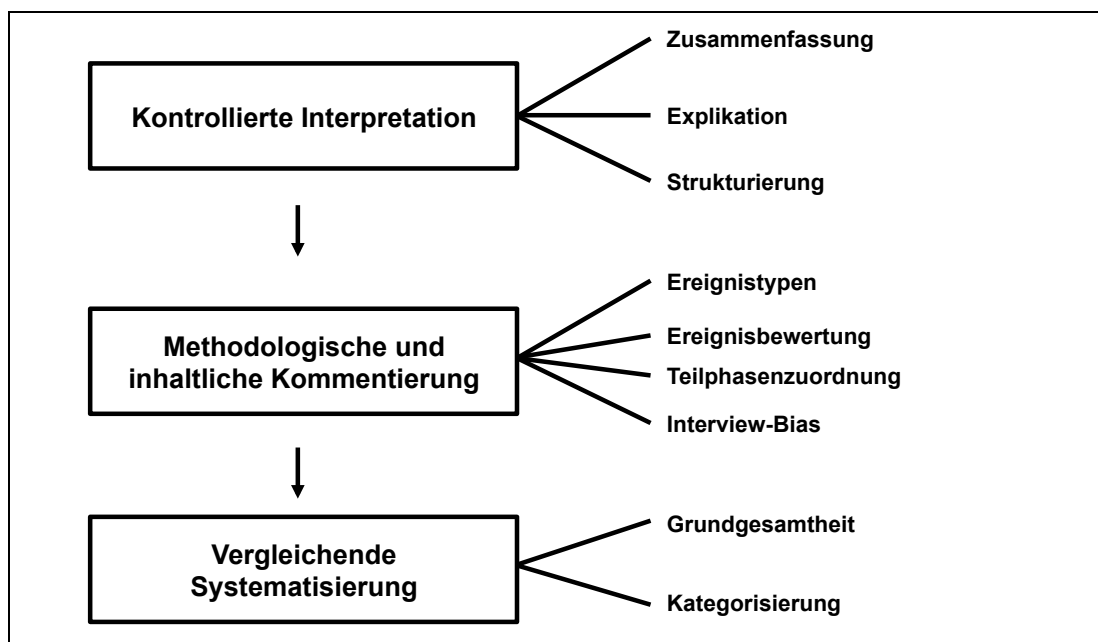 Zusammenfassung
Kontrollierte Interpretation
Explikation
Strukturierung
Ereignistypen
Methodologische und
inhaltliche Kommentierung
Ereignisbewertung
Teilphasenzuordnung
Interview-Bias
Vergleichende
Systematisierung
Grundgesamtheit
Kategorisierung